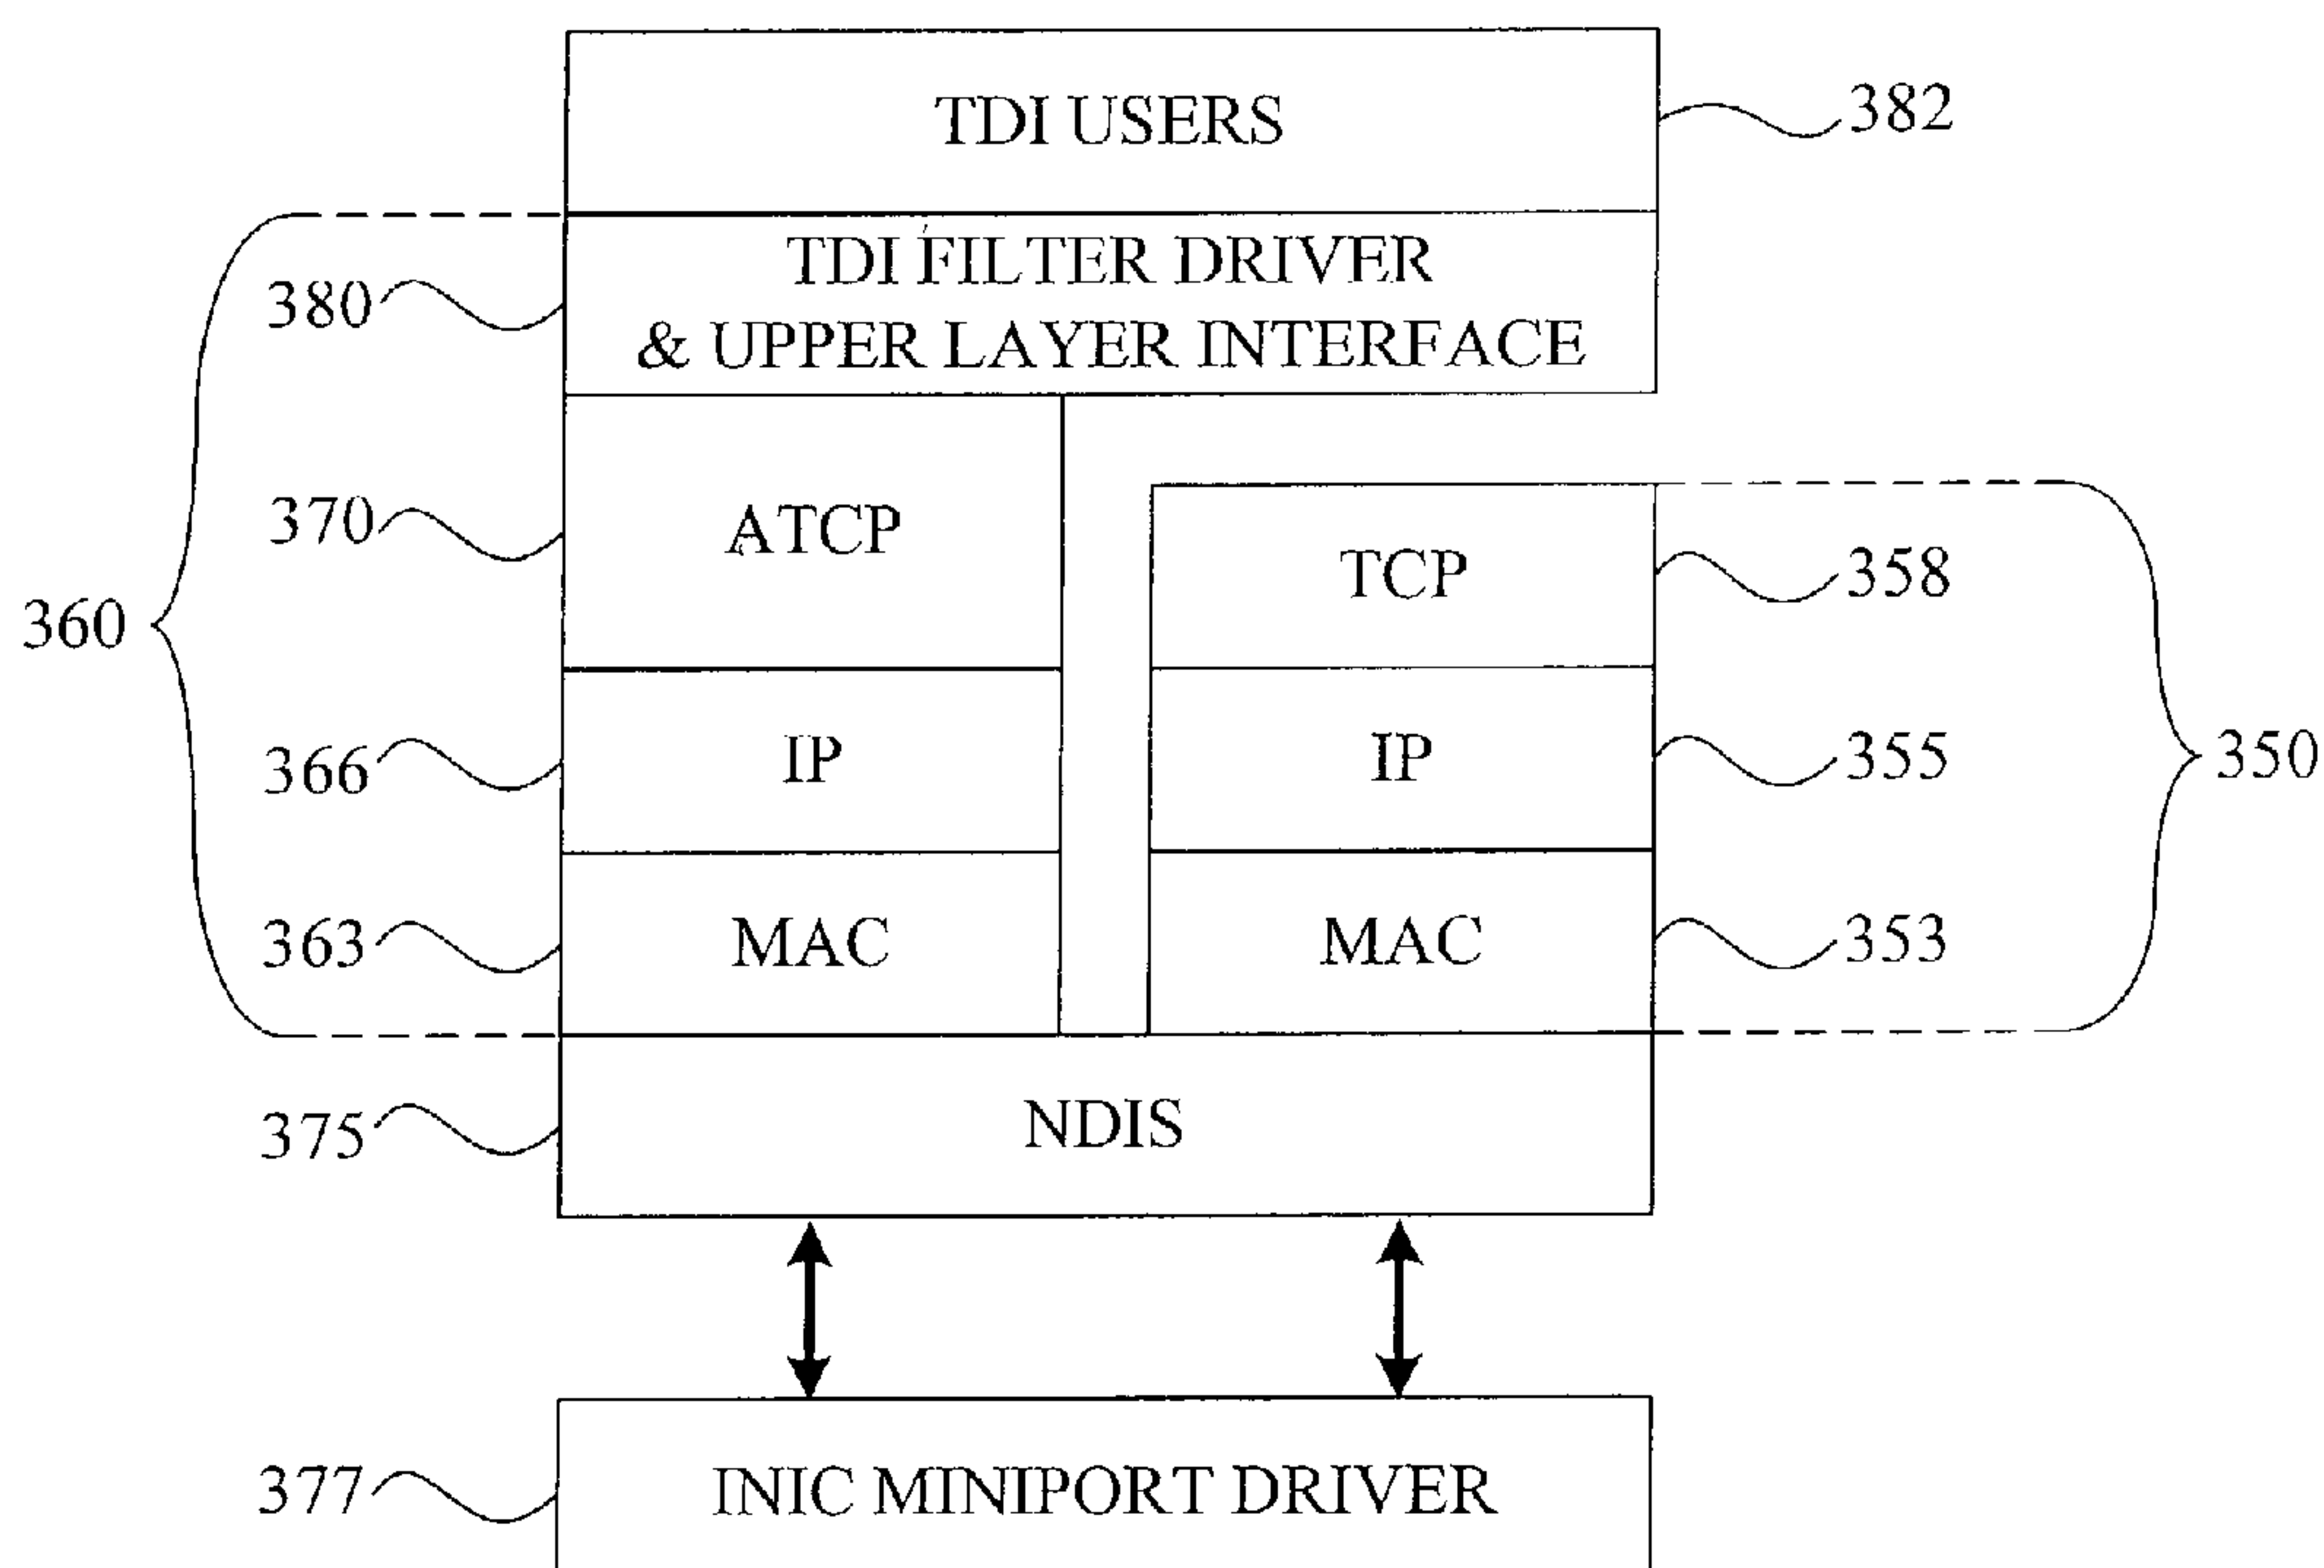 TDI USERS
382
TDI FILTER DRIVER
& UPPER LAYER INTERFACE
380
370
ATCP
TCP
358
360
366
IP
IP
355
350
363
MAC
MAC
353
375
NDIS
377
INIC MINIPORT DRIVER